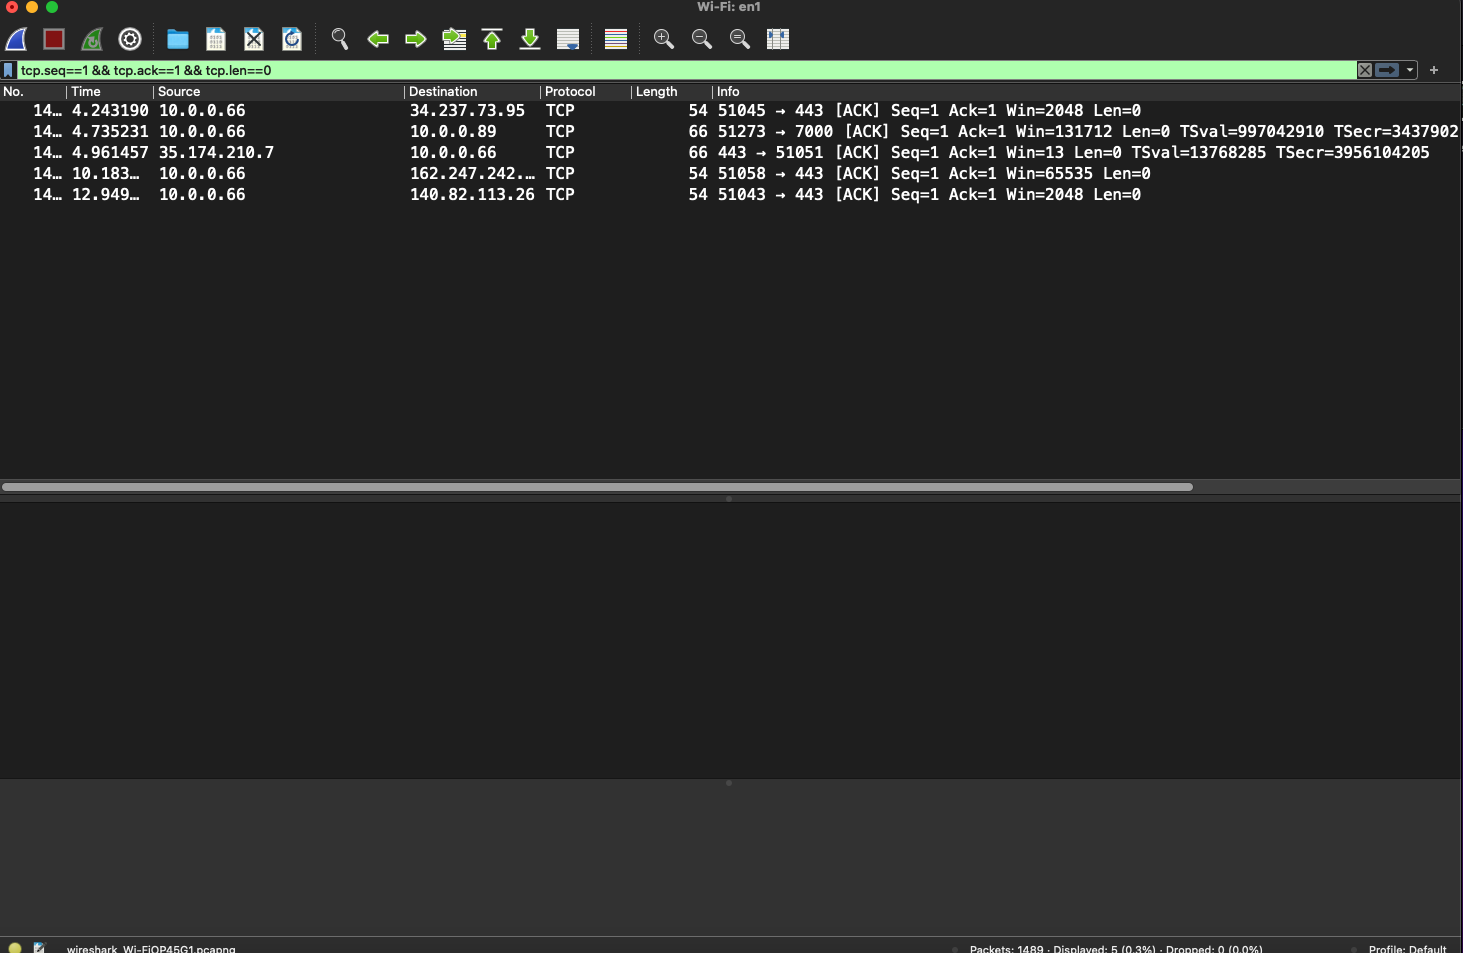 Wi-Fi: en1
tcp.seq==1 && tcp.ack==1 && tcp.len==0
No. Time Source Destination Protocol Length Info
14… 4.243190 10.0.0.66 34.237.73.95 TCP 54 51045 → 443 [ACK] Seq=1 Ack=1 Win=2048 Len=0
14… 4.735231 10.0.0.66 10.0.0.89 TCP 66 51273 → 7000 [ACK] Seq=1 Ack=1 Win=131712 Len=0 TSval=997042910 TSecr=3437902
14… 4.961457 35.174.210.7 10.0.0.66 TCP 66 443 → 51051 [ACK] Seq=1 Ack=1 Win=13 Len=0 TSval=13768285 TSecr=3956104205
14… 10.183… 10.0.0.66 162.247.242.… TCP 54 51058 → 443 [ACK] Seq=1 Ack=1 Win=65535 Len=0
14… 12.949… 10.0.0.66 140.82.113.26 TCP 54 51043 → 443 [ACK] Seq=1 Ack=1 Win=2048 Len=0
wireshark_Wi-FiOP45G1.pcapng Packets: 1489 · Displayed: 5 (0.3%) · Dropped: 0 (0.0%) Profile: Default